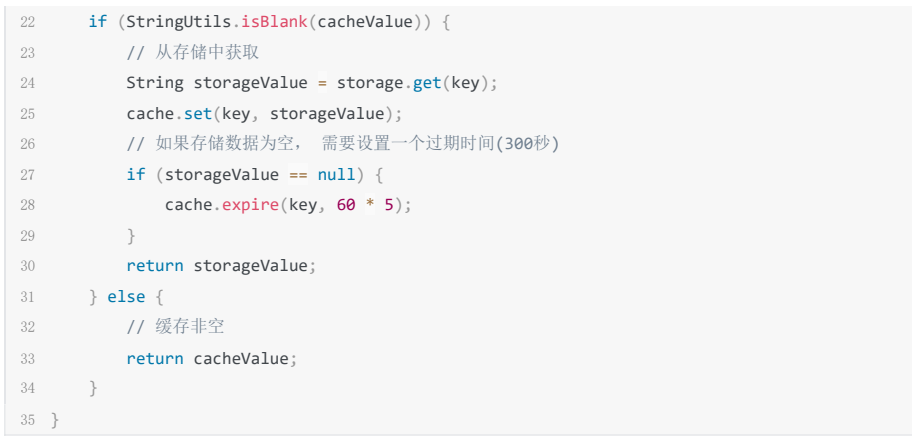 22     if (StringUtils.isBlank(cacheValue)) {
23         // 从存储中获取
24         String storageValue = storage.get(key);
25         cache.set(key, storageValue);
26         // 如果存储数据为空， 需要设置一个过期时间(300秒)
27         if (storageValue == null) {
28             cache.expire(key, 60 * 5);
29         }
30         return storageValue;
31     } else {
32         // 缓存非空
33         return cacheValue;
34     }
35 }